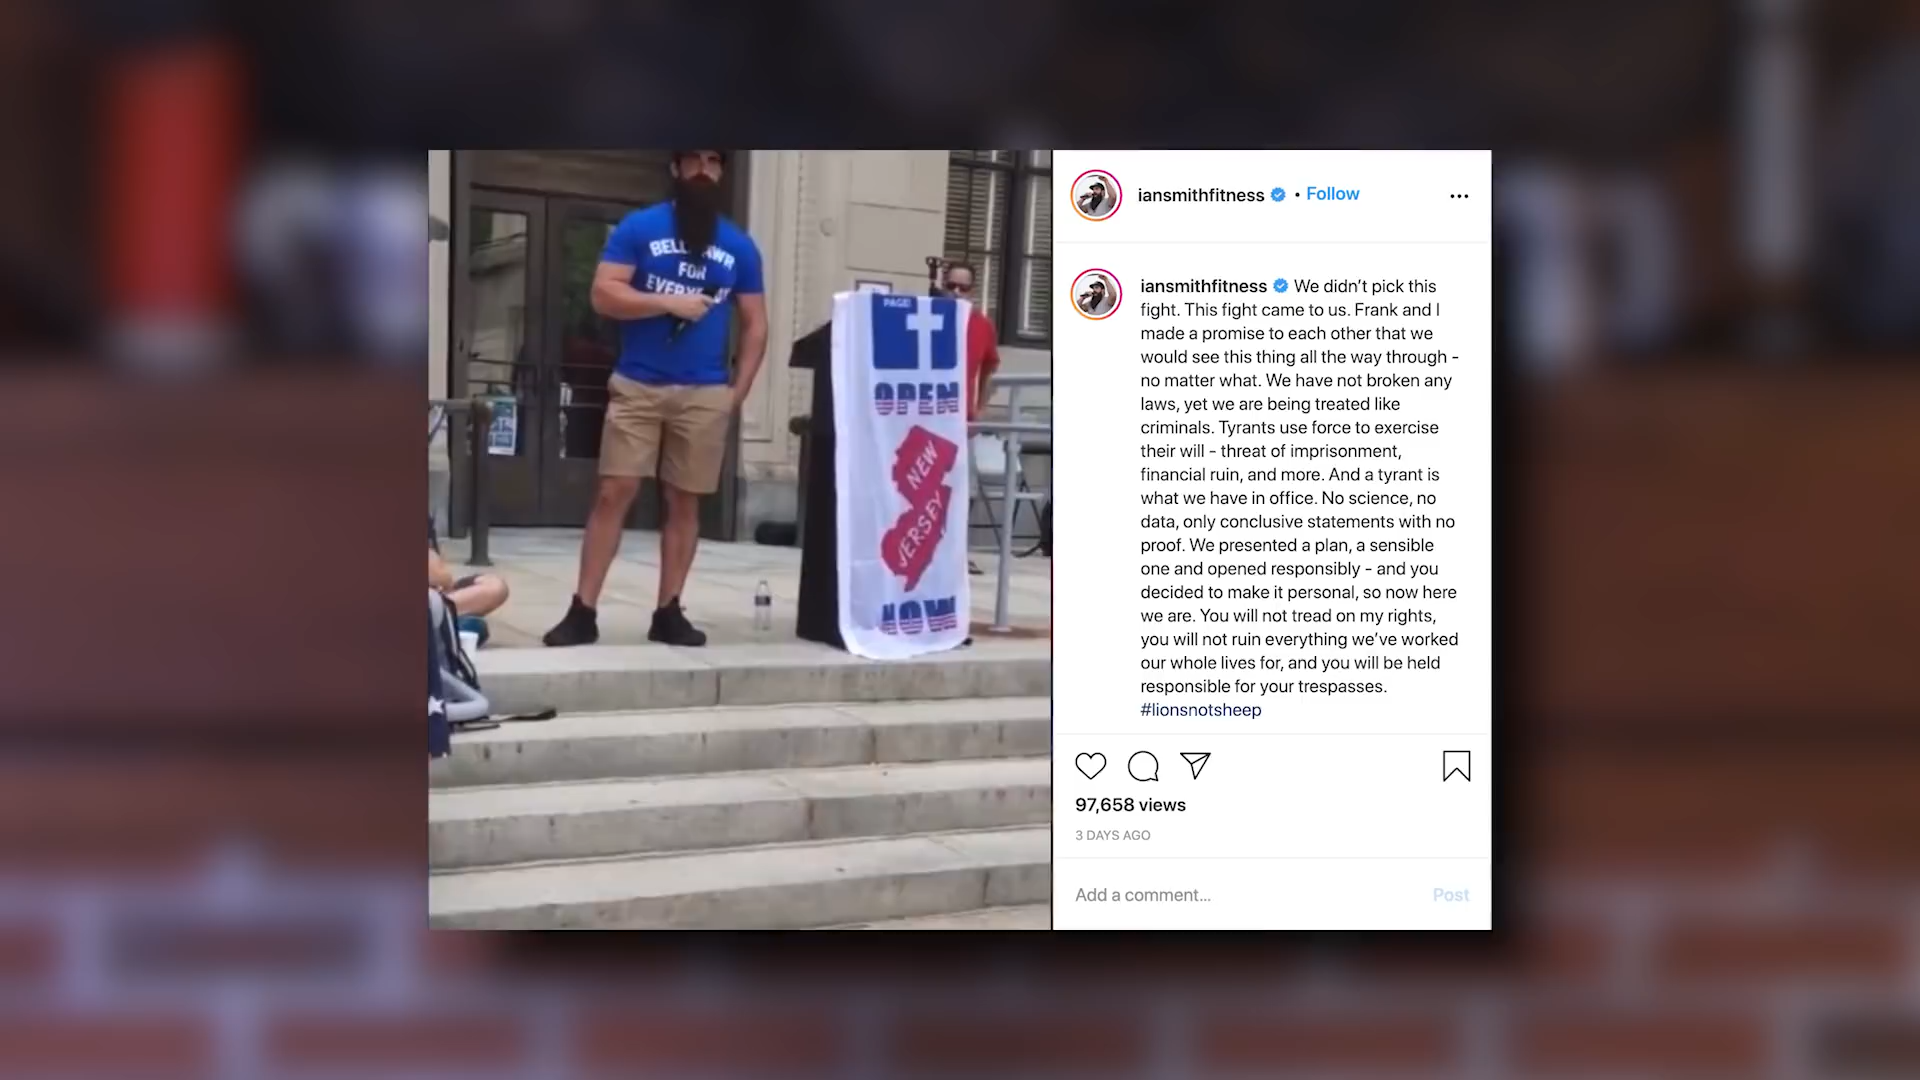 BELL AWR
FOR
PAGE!
OPEN
NEW
JERSEY
NOW
iansmithfitness • Follow
iansmithfitness We didn’t pick this
fight. This fight came to us. Frank and I
made a promise to each other that we
would see this thing all the way through -
no matter what. We have not broken any
laws, yet we are being treated like
criminals. Tyrants use force to exercise
their will - threat of imprisonment,
financial ruin, and more. And a tyrant is
what we have in office. No science, no
data, only conclusive statements with no
proof. We presented a plan, a sensible
one and opened responsibly - and you
decided to make it personal, so now here
we are. You will not tread on my rights,
you will not ruin everything we’ve worked
our whole lives for, and you will be held
responsible for your trespasses.
#lionsnotsheep
97,658 views
3 DAYS AGO
Add a comment... Post